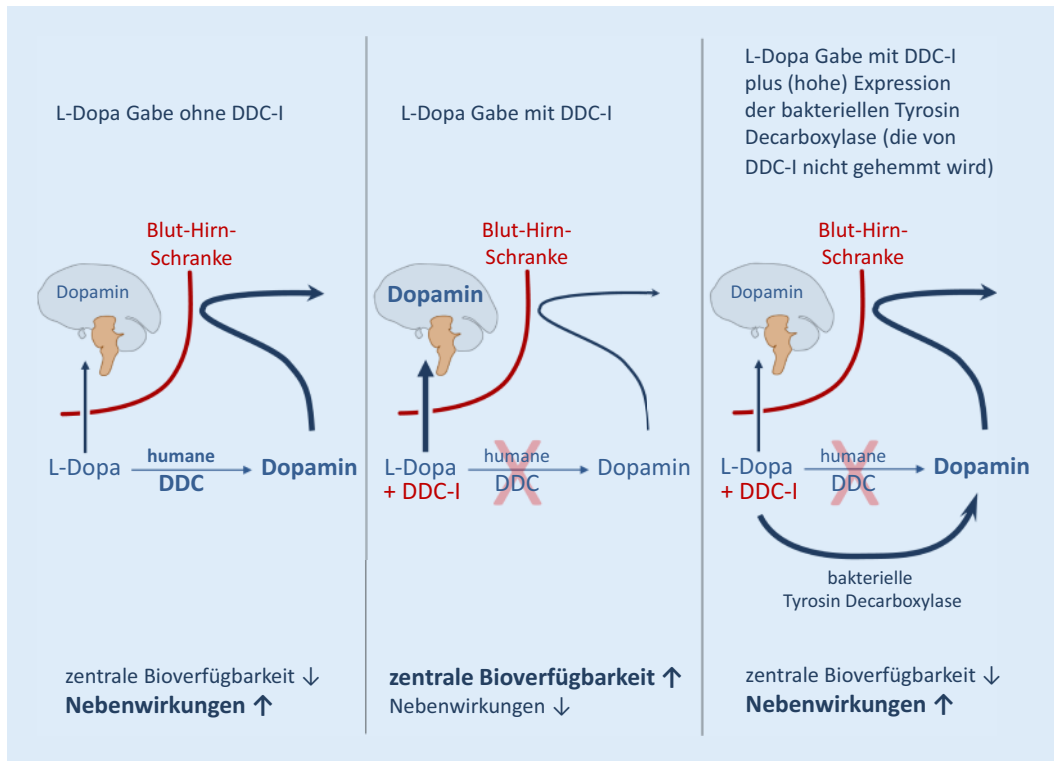 L-Dopa Gabe ohne DDC-I
Blut-Hirn-
Schranke
Dopamin
L-Dopa
humane
DDC
Dopamin
zentrale Bioverfügbarkeit ↓
Nebenwirkungen ↑
L-Dopa Gabe mit DDC-I
Blut-Hirn-
Schranke
Dopamin
L-Dopa
+ DDC-I
humane
DDC
Dopamin
zentrale Bioverfügbarkeit ↑
Nebenwirkungen ↓
L-Dopa Gabe mit DDC-I
plus (hohe) Expression
der bakteriellen Tyrosin
Decarboxylase (die von
DDC-I nicht gehemmt wird)
Blut-Hirn-
Schranke
Dopamin
L-Dopa
+ DDC-I
humane
DDC
Dopamin
bakterielle
Tyrosin Decarboxylase
zentrale Bioverfügbarkeit ↓
Nebenwirkungen ↑